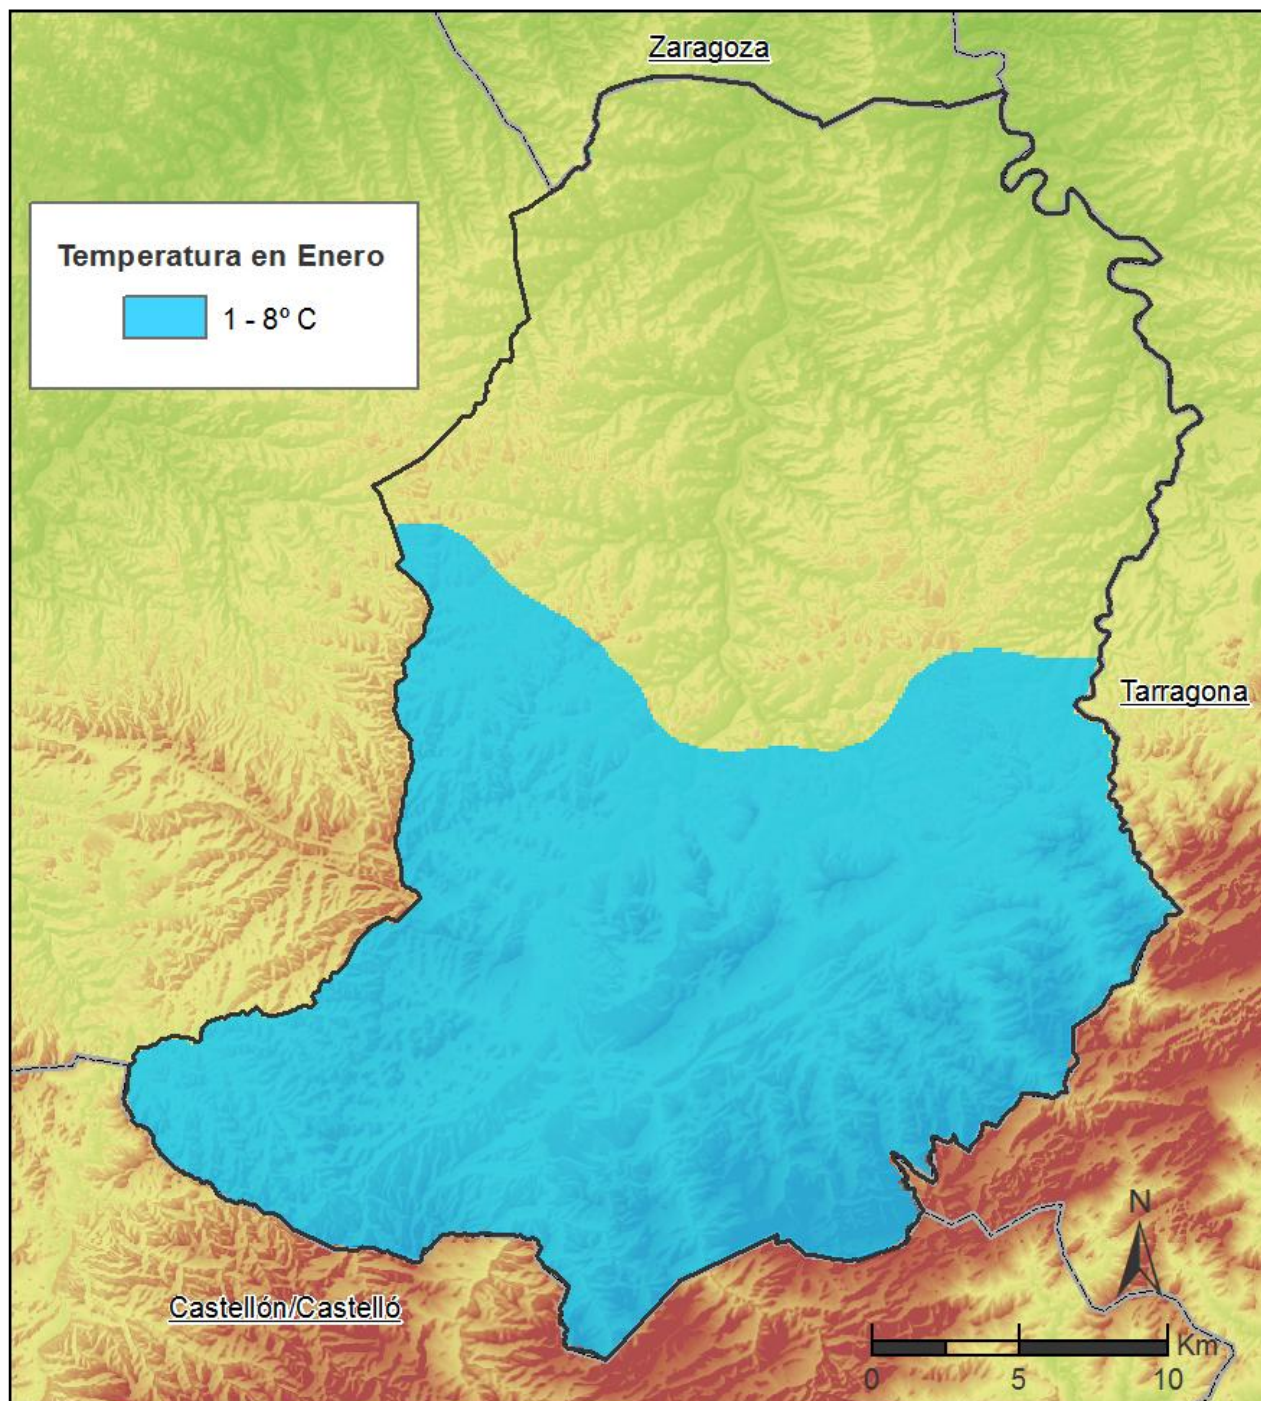 Zaragoza
Temperatura en Enero
1 - 8º C
Tarragona
N
Castellón/Castelló
Km
0 5 10